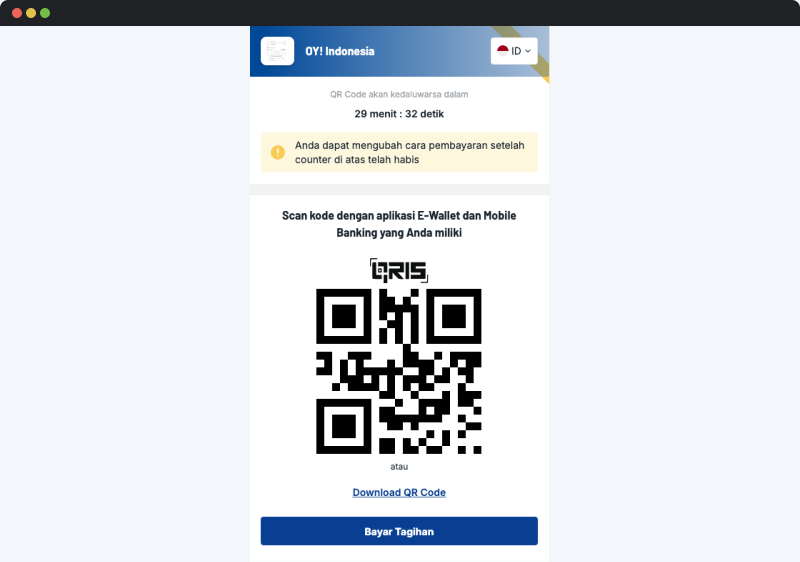 OY! Indonesia
ID
QR Code akan kedaluwarsa dalam
29 menit : 32 detik
Anda dapat mengubah cara pembayaran setelah
counter di atas telah habis
Scan kode dengan aplikasi E-Wallet dan Mobile
Banking yang Anda miliki
QRIS
atau
Download QR Code
Bayar Tagihan